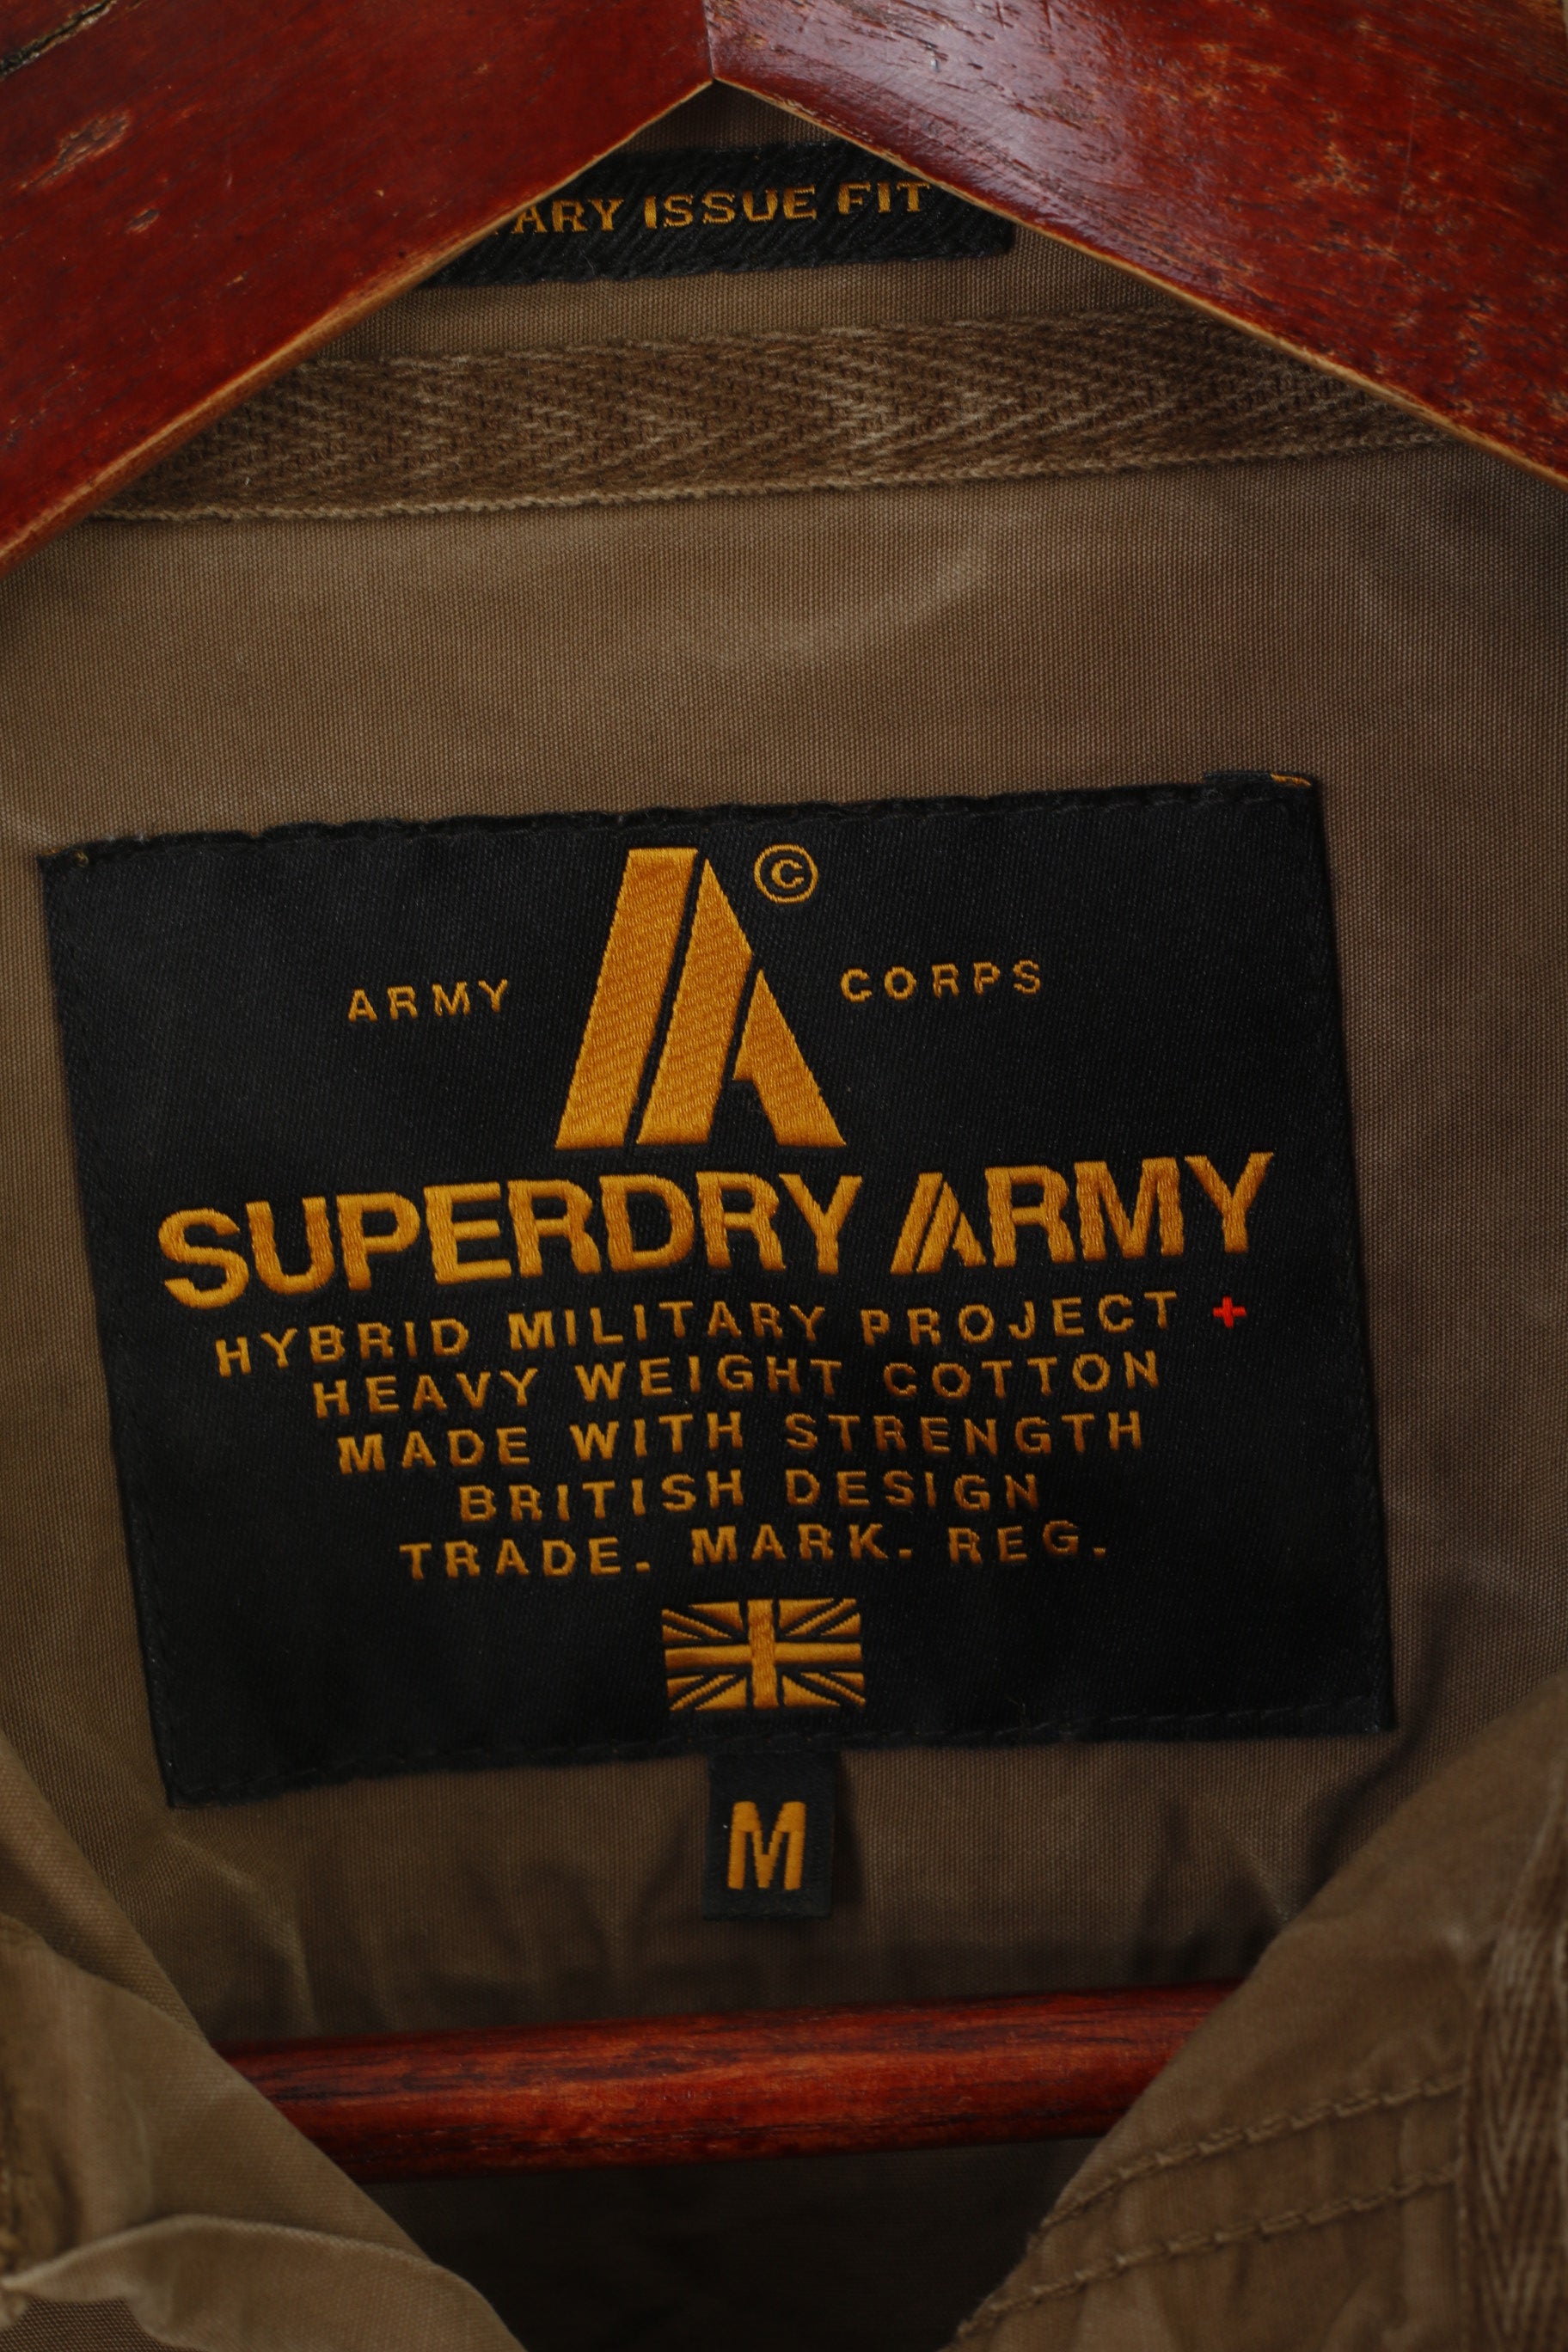 ISSUE FIT
©
ARMY CORPS
SUPERDRY ARMY
HYBRID MILITARY PROJECT +
HEAVY WEIGHT COTTON
MADE WITH STRENGTH
BRITISH DESIGN
TRADE. MARK. REG.
M